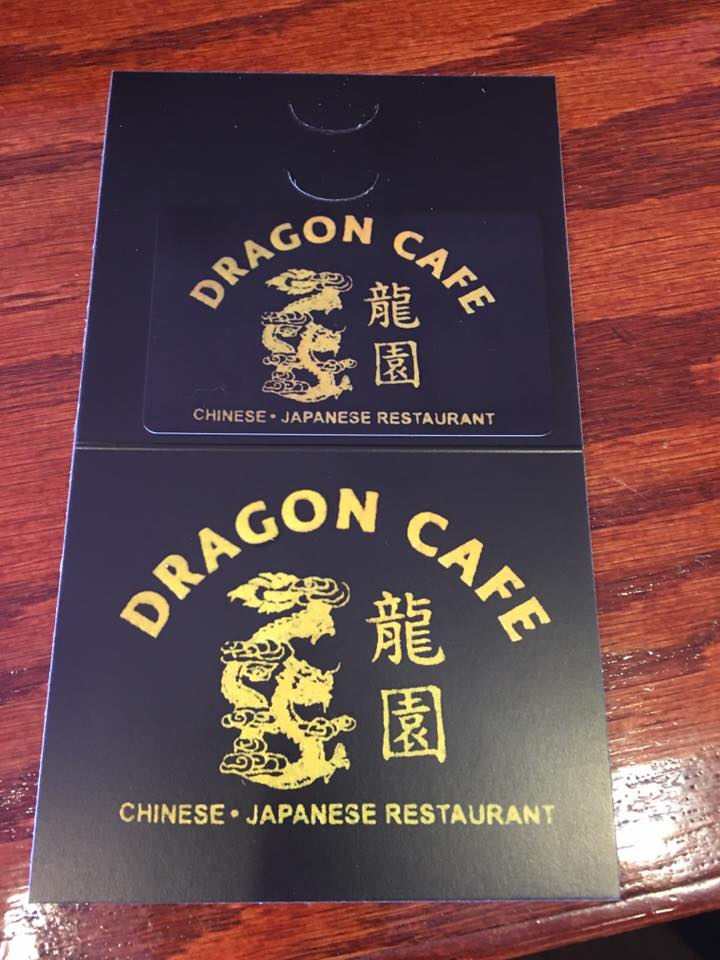 DRAGON CAFE
龍
園
CHINESE • JAPANESE RESTAURANT
DRAGON CAFE
龍
園
CHINESE • JAPANESE RESTAURANT